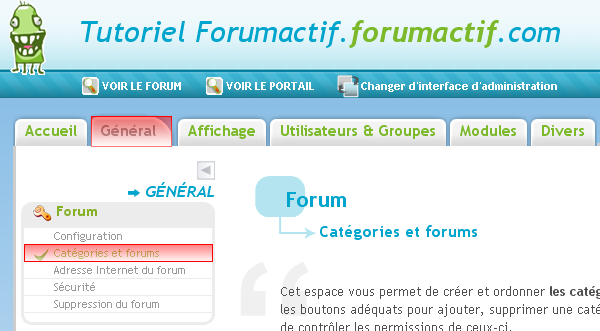 Tutoriel Forumactif.forumactif.com
VOIR LE FORUM VOIR LE PORTAIL Changer d'interface d'administration
Accueil Général Affichage Utilisateurs & Groupes Modules Divers
GÉNÉRAL
Forum
Configuration
Catégories et forums
Adresse Internet du forum
Sécurité
Suppression du forum
Forum
Catégories et forums
Cet espace vous permet de créer et ordonner les catég
les boutons adéquats pour ajouter, supprimer une caté
de contrôler les permissions de ceux-ci.